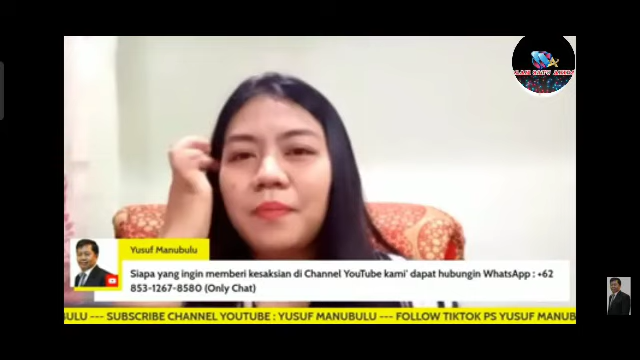 Yusuf Manubulu
Siapa yang ingin memberi kesaksian di Channel YouTube kami' dapat hubungin WhatsApp : +62
853-1267-8580 (Only Chat)
BULU --- SUBSCRIBE CHANNEL YOUTUBE : YUSUF MANUBULU --- FOLLOW TIKTOK PS YUSUF MANUB